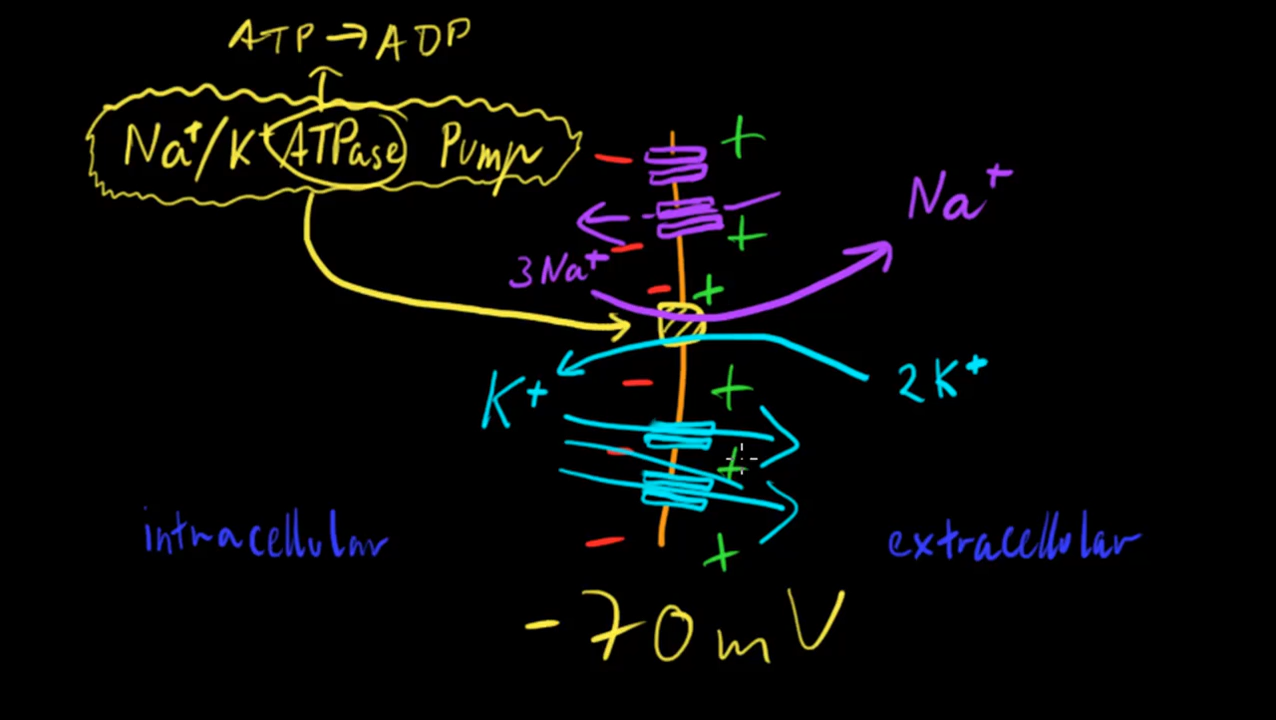 ATP → ADP
Na+/K+ ATPase Pump
Na+
3Na+
K+
2K+
intracellular
extracellular
-70mV